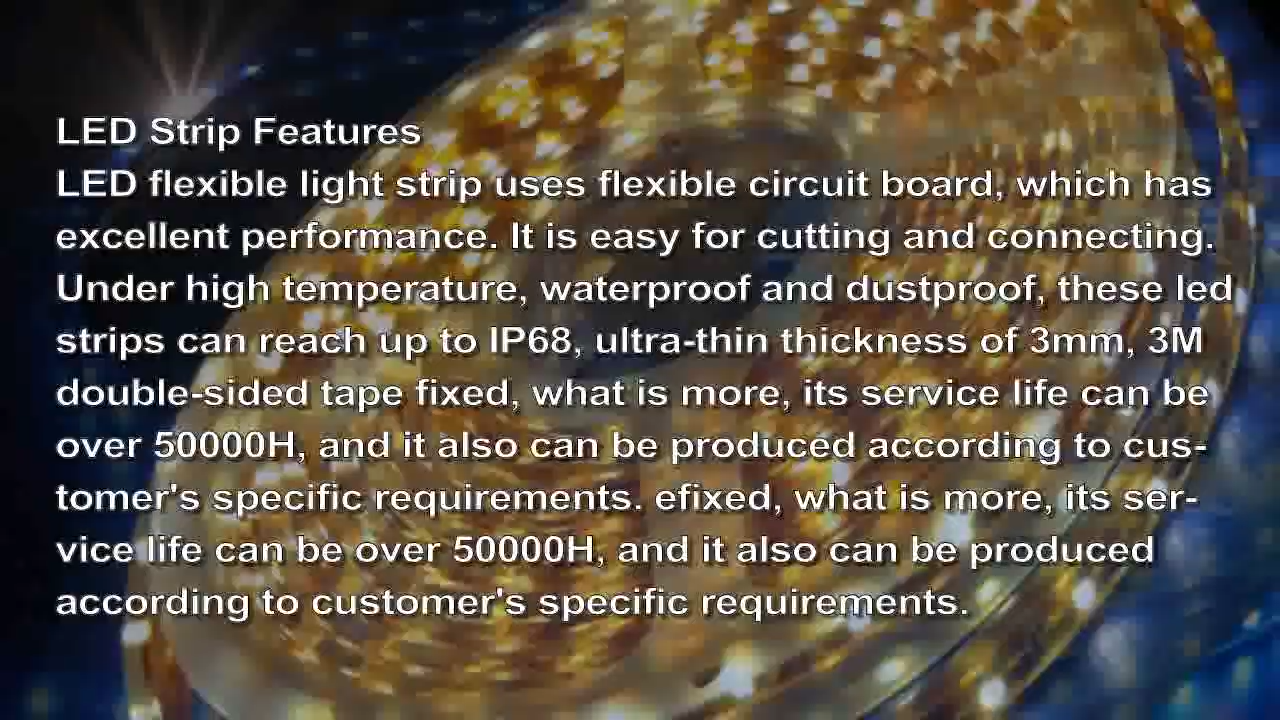 LED Strip Features
LED flexible light strip uses flexible circuit board, which has
excellent performance. It is easy for cutting and connecting.
Under high temperature, waterproof and dustproof, these led
strips can reach up to IP68, ultra-thin thickness of 3mm, 3M
double-sided tape fixed, what is more, its service life can be
over 50000H, and it also can be produced according to cus-
tomer's specific requirements. efixed, what is more, its ser-
vice life can be over 50000H, and it also can be produced
according to customer's specific requirements.